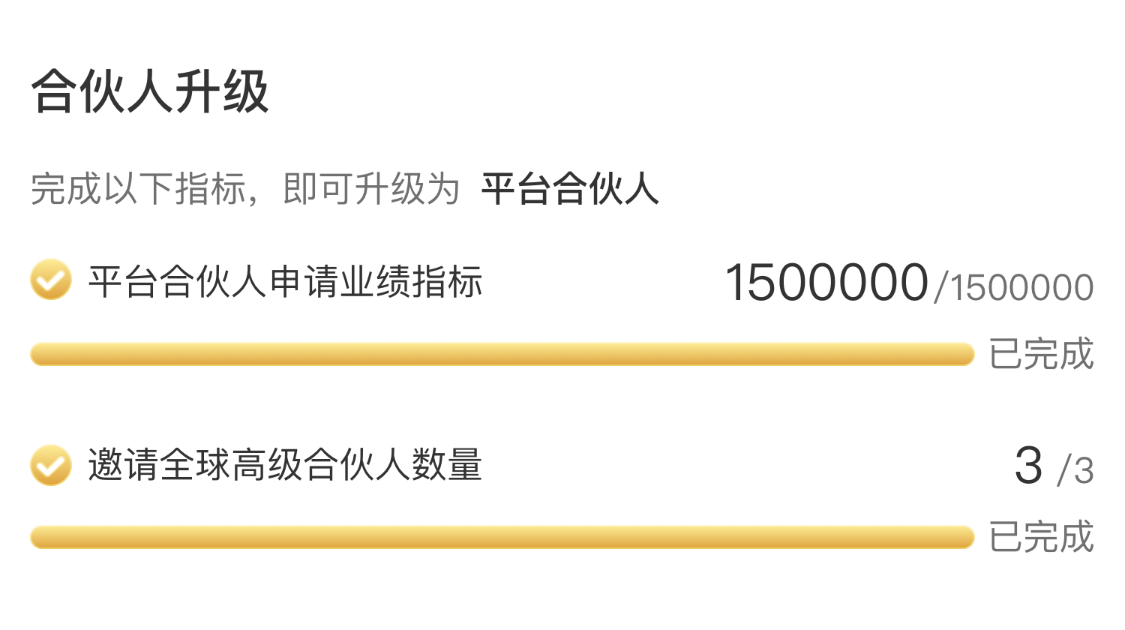 合伙人升级
完成以下指标，即可升级为 平台合伙人
平台合伙人申请业绩指标 1500000/1500000
已完成
邀请全球高级合伙人数量 3 /3
已完成